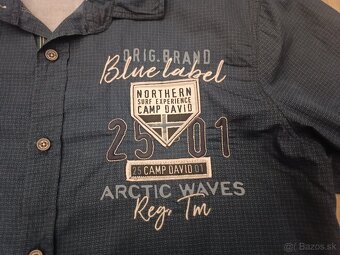 ORIG.BRAND
Blue label
NORTHERN
SURF EXPERIENCE
CAMP DAVID
25 01
25 CAMP DAVID 01
ARCTIC WAVES
Reg. Tm
Bazos.sk